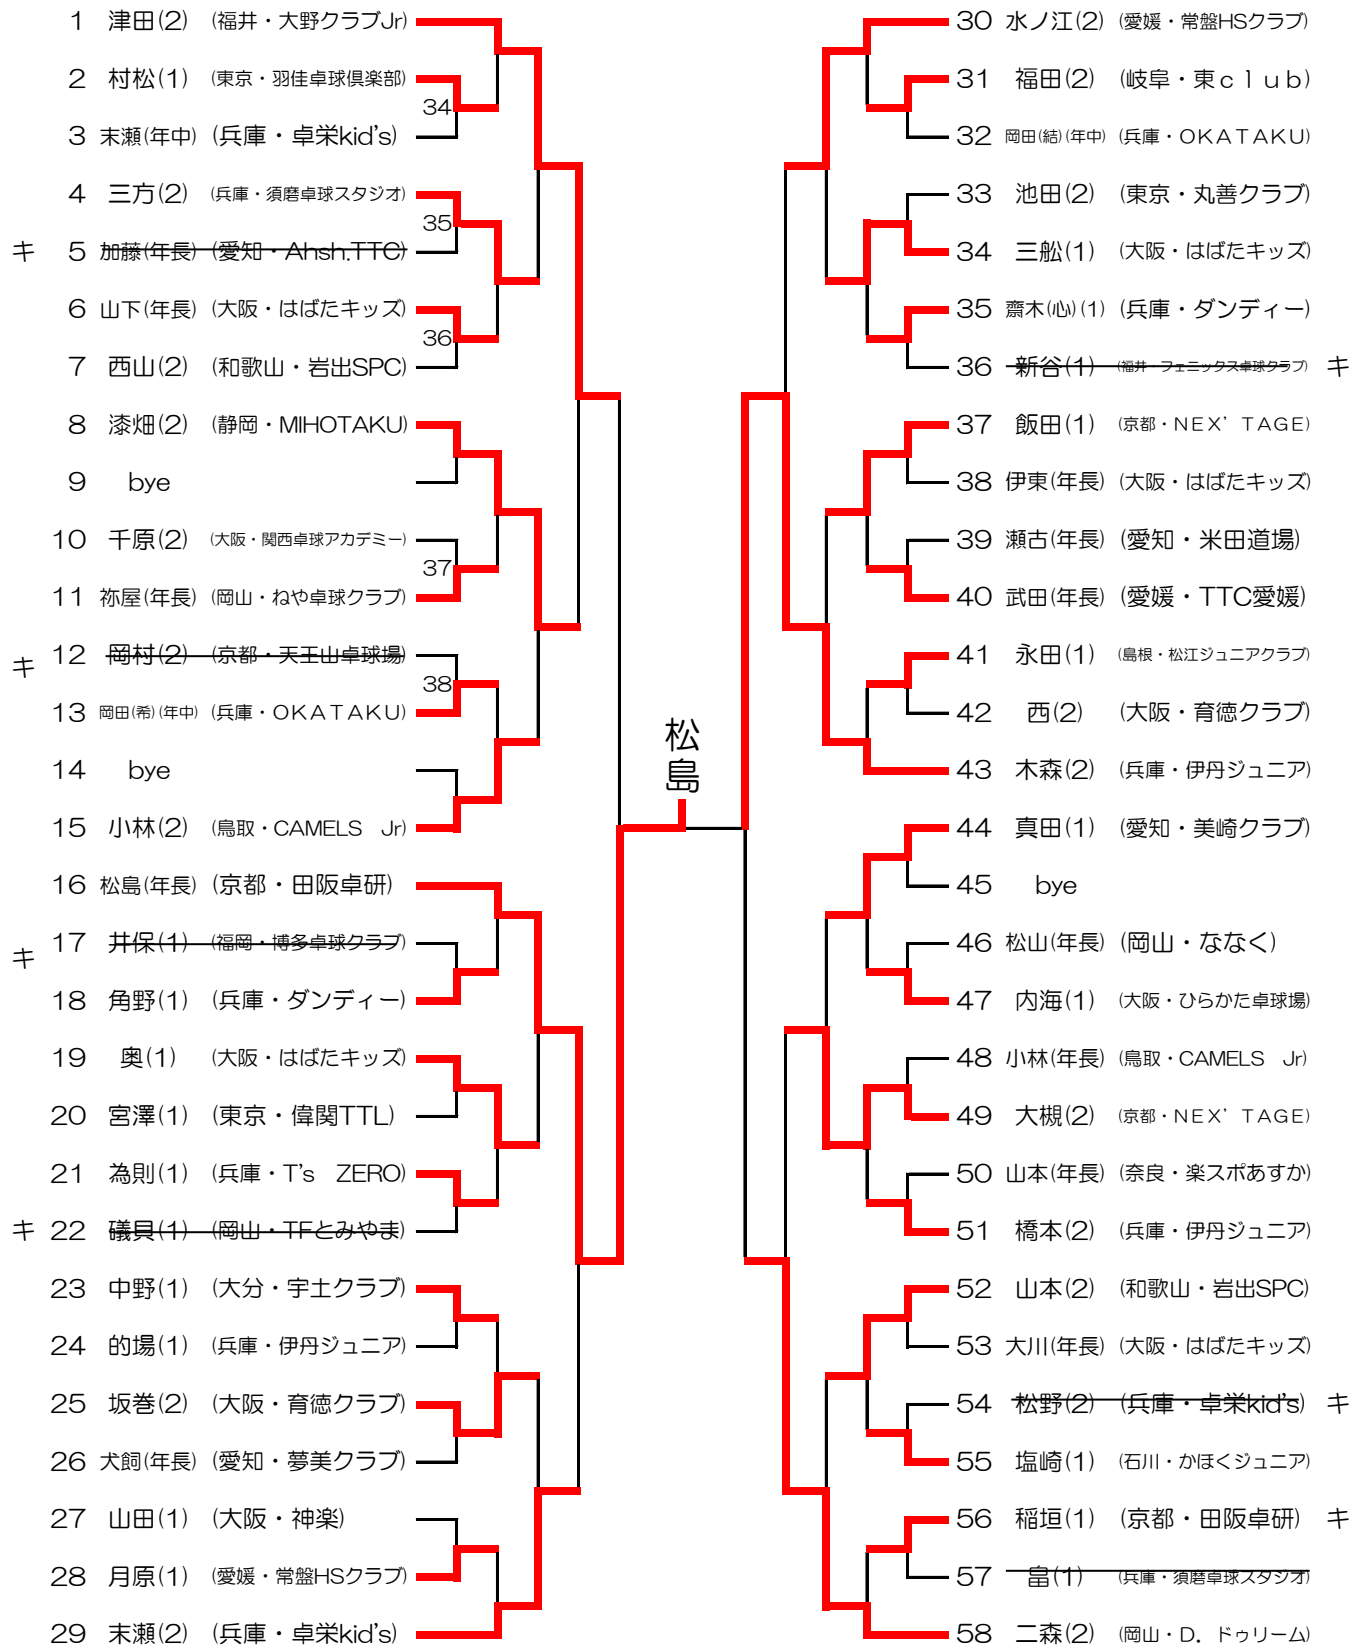 1 津田(2) (福井・大野クラブJr)
2 村松(1) (東京・羽佳卓球倶楽部)
34
3 末瀬(年中) (兵庫・卓栄kid's)
4 三方(2) (兵庫・須磨卓球スタジオ)
35
キ 5 加藤(年長) (愛知・Ahsh.TTC)
6 山下(年長) (大阪・はばたキッズ)
36
7 西山(2) (和歌山・岩出SPC)
8 漆畑(2) (静岡・MIHOTAKU)
9 bye
10 千原(2) (大阪・関西卓球アカデミー)
37
11 祢屋(年長) (岡山・ねや卓球クラブ)
キ 12 岡村(2) (京都・天王山卓球場)
38
13 岡田(希)(年中) (兵庫・OKATAKU)
14 bye
15 小林(2) (鳥取・CAMELS Jr)
16 松島(年長) (京都・田阪卓研)
キ 17 井保(1) (福岡・博多卓球クラブ)
18 角野(1) (兵庫・ダンディー)
19 奥(1) (大阪・はばたキッズ)
20 宮澤(1) (東京・偉関TTL)
21 為則(1) (兵庫・T's ZERO)
キ 22 礒貝(1) (岡山・TFとみやま)
23 中野(1) (大分・宇土クラブ)
24 的場(1) (兵庫・伊丹ジュニア)
25 坂巻(2) (大阪・育徳クラブ)
26 犬飼(年長) (愛知・夢美クラブ)
27 山田(1) (大阪・神楽)
28 月原(1) (愛媛・常盤HSクラブ)
29 末瀬(2) (兵庫・卓栄kid's)
松島
30 水ノ江(2) (愛媛・常盤HSクラブ)
31 福田(2) (岐阜・東club)
32 岡田(結)(年中) (兵庫・OKATAKU)
33 池田(2) (東京・丸善クラブ)
34 三舩(1) (大阪・はばたキッズ)
35 齋木(心)(1) (兵庫・ダンディー)
36 新谷(1) (福井・フェニックス卓球クラブ) キ
37 飯田(1) (京都・NEX’TAGE)
38 伊東(年長) (大阪・はばたキッズ)
39 瀬古(年長) (愛知・米田道場)
40 武田(年長) (愛媛・TTC愛媛)
41 永田(1) (島根・松江ジュニアクラブ)
42 西(2) (大阪・育徳クラブ)
43 木森(2) (兵庫・伊丹ジュニア)
44 真田(1) (愛知・美崎クラブ)
45 bye
46 松山(年長) (岡山・ななく)
47 内海(1) (大阪・ひらかた卓球場)
48 小林(年長) (鳥取・CAMELS Jr)
49 大槻(2) (京都・NEX’TAGE)
50 山本(年長) (奈良・楽スポあすか)
51 橋本(2) (兵庫・伊丹ジュニア)
52 山本(2) (和歌山・岩出SPC)
53 大川(年長) (大阪・はばたキッズ)
54 松野(2) (兵庫・卓栄kid's) キ
55 塩崎(1) (石川・かほくジュニア)
56 稲垣(1) (京都・田阪卓研) キ
57 畠(1) (兵庫・須磨卓球スタジオ)
58 二森(2) (岡山・D．ドゥリーム)